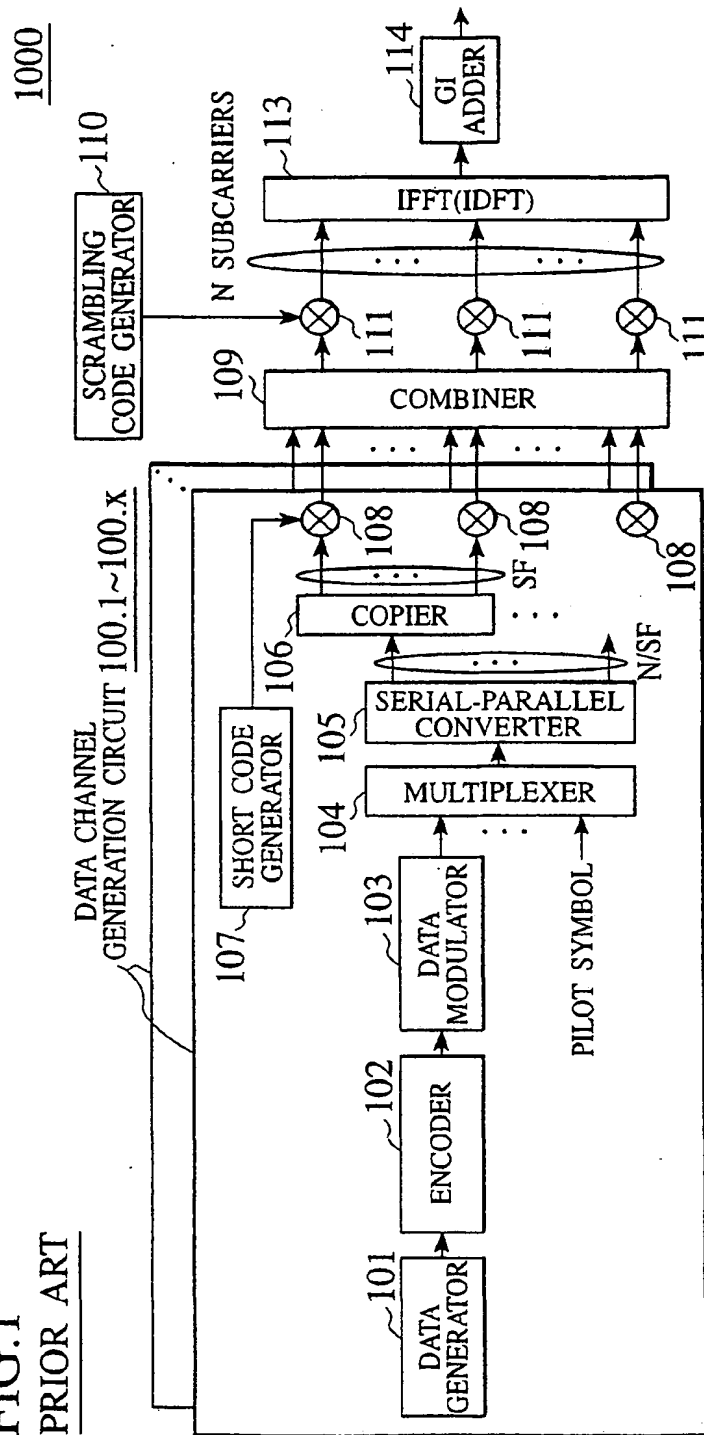 FIG.1
PRIOR ART
1000
DATA CHANNEL
GENERATION CIRCUIT 100.1~100.x
101
DATA
GENERATOR
102
ENCODER
103
DATA
MODULATOR
PILOT SYMBOL
104
MULTIPLEXER
105
SERIAL-PARALLEL
CONVERTER
N/SF
106
COPIER
SF
107
SHORT CODE
GENERATOR
108
108
108
109
COMBINER
110
SCRAMBLING
CODE GENERATOR
111
111
111
N SUBCARRIERS
113
IFFT(IDFT)
114
GI
ADDER